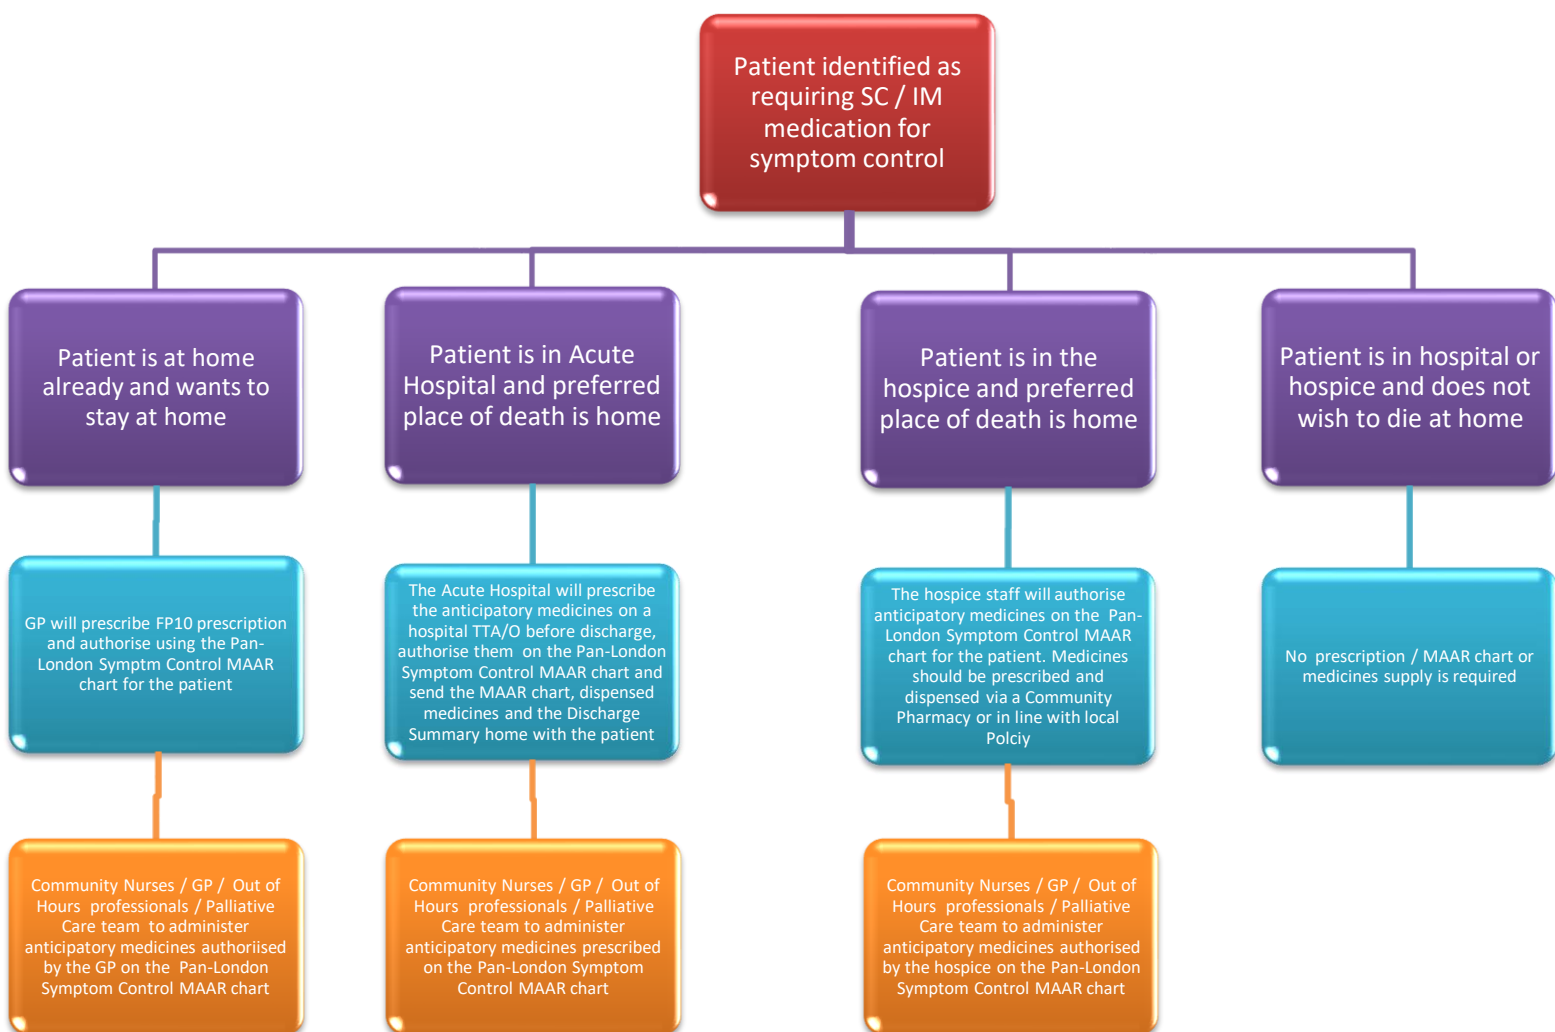 Patient identified as
requiring SC / IM
medication for
symptom control
Patient is at home
already and wants to
stay at home
Patient is in Acute
Hospital and preferred
place of death is home
Patient is in the
hospice and preferred
place of death is home
Patient is in hospital or
hospice and does not
wish to die at home
GP will prescribe FP10 prescription
and authorise using the Pan-
London Symptm Control MAAR
chart for the patient
The Acute Hospital will prescribe
the anticipatory medicines on a
hospital TTA/O before discharge,
authorise them on the Pan-London
Symptom Control MAAR chart and
send the MAAR chart, dispensed
medicines and the Discharge
Summary home with the patient
The hospice staff will authorise
anticipatory medicines on the Pan-
London Symptom Control MAAR
chart for the patient. Medicines
should be prescribed and
dispensed via a Community
Pharmacy or in line with local
Polciy
No prescription / MAAR chart or
medicines supply is required
Community Nurses / GP / Out of
Hours professionals / Palliative
Care team to administer
anticipatory medicines authoriised
by the GP on the Pan-London
Symptom Control MAAR chart
Community Nurses / GP / Out of
Hours professionals / Palliative
Care team to administer
anticipatory medicines prescribed
on the Pan-London Symptom
Control MAAR chart
Community Nurses / GP / Out of
Hours professionals / Palliative
Care team to administer
anticipatory medicines authorised
by the hospice on the Pan-London
Symptom Control MAAR chart